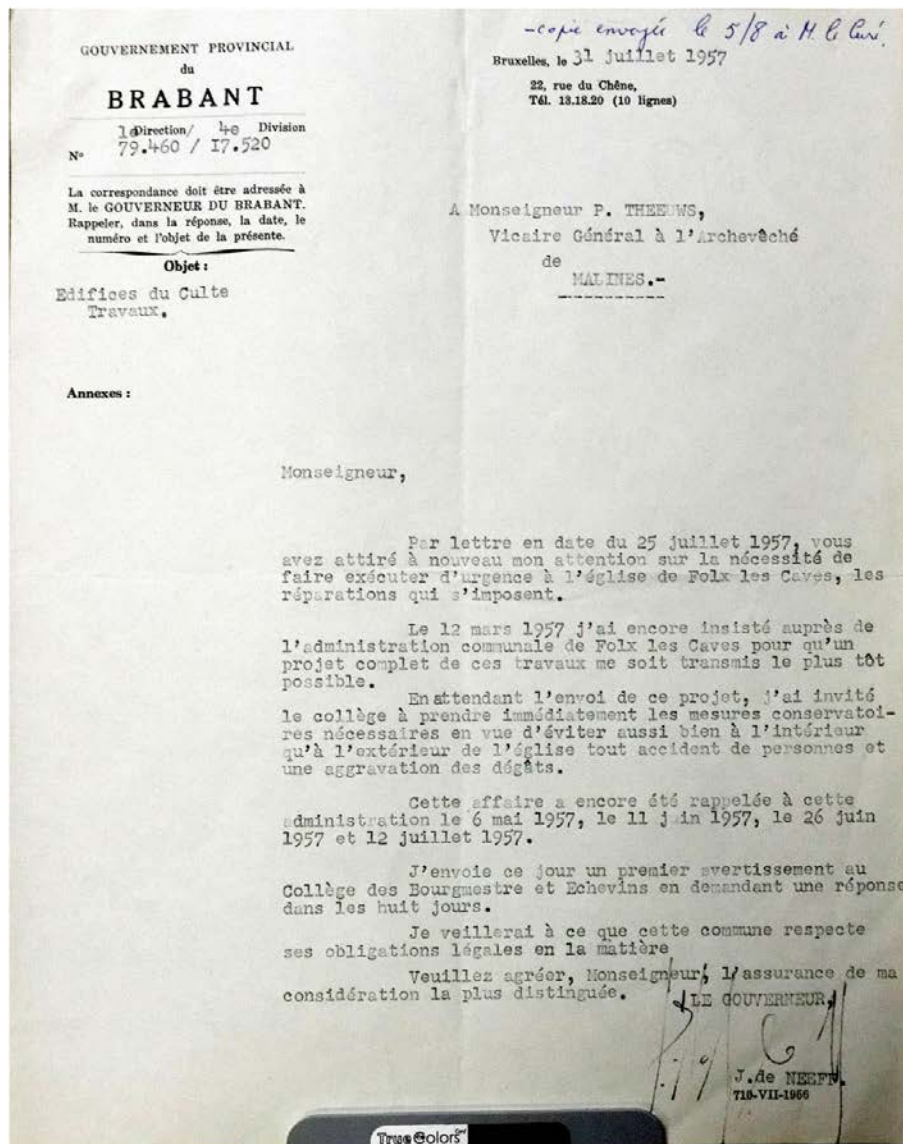 -copie envoyée le 5/8 à M. le Curé.
GOUVERNEMENT PROVINCIAL
du
BRABANT
1eDirection/ 4e Division
N° 79.460 / I7.520
La correspondance doit être adressée à
M. le GOUVERNEUR DU BRABANT.
Rappeler, dans la réponse, la date, le
numéro et l'objet de la présente.
Objet :
Edifices du Culte
Travaux.
Annexes :
Bruxelles, le 31 juillet 1957
22, rue du Chêne,
Tél. 13.18.20 (10 lignes)
A Monseigneur P. THEEUWS,
Vicaire Général à l'Archevêché
de
MALINES.-
Monseigneur,
Par lettre en date du 25 juillet 1957, vous
avez attiré à nouveau mon attention sur la nécessité de
faire exécuter d'urgence à l'église de Folx les Caves, les
réparations qui s'imposent.
Le 12 mars 1957 j'ai encore insisté auprès de
l'administration communale de Folx les Caves pour qu'un
projet complet de ces travaux me soit transmis le plus tôt
possible.
En attendant l'envoi de ce projet, j'ai invité
le collège à prendre immédiatement les mesures conservatoi-
res nécessaires en vue d'éviter aussi bien à l'intérieur
qu'à l'extérieur de l'église tout accident de personnes et
une aggravation des dégâts.
Cette affaire a encore été rappelée à cette
administration le 6 mai 1957, le 11 juin 1957, le 26 juin
1957 et 12 juillet 1957.
J'envoie ce jour un premier avertissement au
Collège des Bourgmestre et Echevins en demandant une réponse
dans les huit jours.
Je veillerai à ce que cette commune respecte
ses obligations légales en la matière
Veuillez agréer, Monseigneur, l'assurance de ma
considération la plus distinguée.
LE GOUVERNEUR,
J.de NEEFF.
710-VII-1956
TrueColors